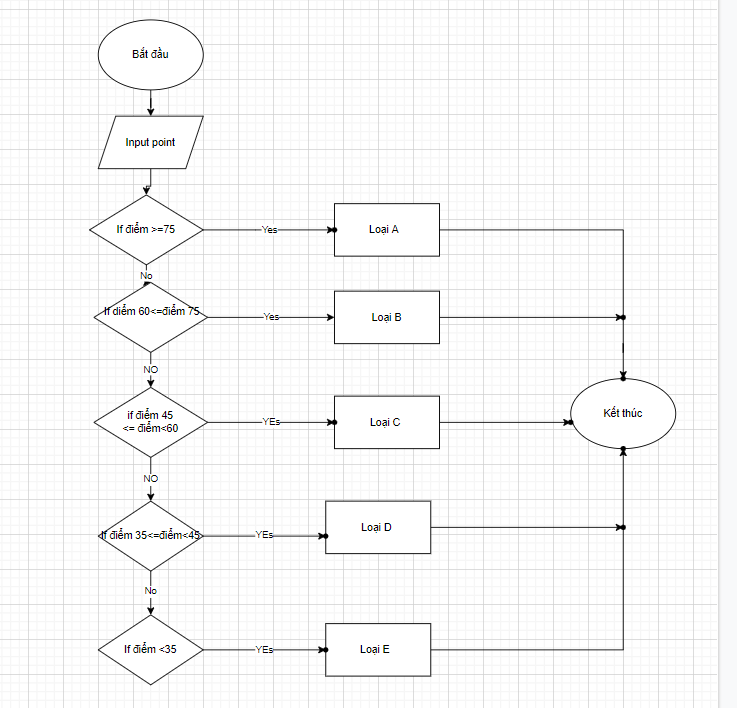 Bắt đầu
Input point
If điểm >=75
Yes
Loại A
No
If điểm 60<=điểm 75
Yes
Loại B
NO
if điểm 45
<= điểm<60
YEs
Loại C
Kết thúc
NO
If điểm 35<=điểm<45
YEs
Loại D
No
If điểm <35
YEs
Loại E